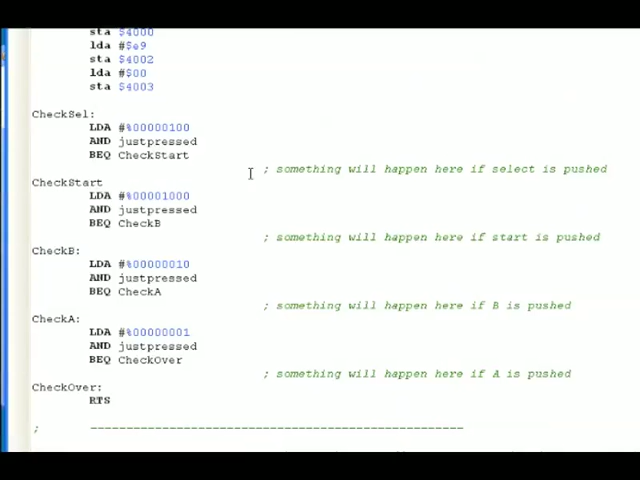 sta $4000
lda #$e9
sta $4002
lda #$00
sta $4003
CheckSel:
LDA #%00000100
AND justpressed
BEQ CheckStart
; something will happen here if select is pushed
CheckStart
LDA #%00001000
AND justpressed
BEQ CheckB
; something will happen here if start is pushed
CheckB:
LDA #%00000010
AND justpressed
BEQ CheckA
; something will happen here if B is pushed
CheckA:
LDA #%00000001
AND justpressed
BEQ CheckOver
; something will happen here if A is pushed
CheckOver:
RTS
; ----------------------------------------------------